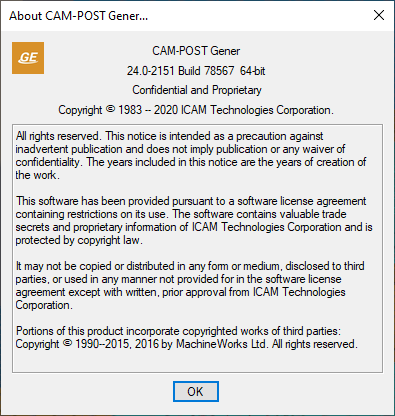 About CAM-POST Gener...
GE
CAM-POST Gener
24.0-2151 Build 78567  64-bit
Confidential and Proprietary
Copyright © 1983 -- 2020 ICAM Technologies Corporation.
All rights reserved. This notice is intended as a precaution against
inadvertent publication and does not imply publication or any waiver of
confidentiality. The years included in this notice are the years of creation of
the work.
This software has been provided pursuant to a software license agreement
containing restrictions on its use. The software contains valuable trade
secrets and proprietary information of ICAM Technologies Corporation and is
protected by copyright law.
It may not be copied or distributed in any form or medium, disclosed to third
parties, or used in any manner not provided for in the software license
agreement except with written, prior approval from ICAM Technologies
Corporation.
Portions of this product incorporate copyrighted works of third parties:
Copyright © 1990--2015, 2016 by MachineWorks Ltd. All rights reserved.
OK